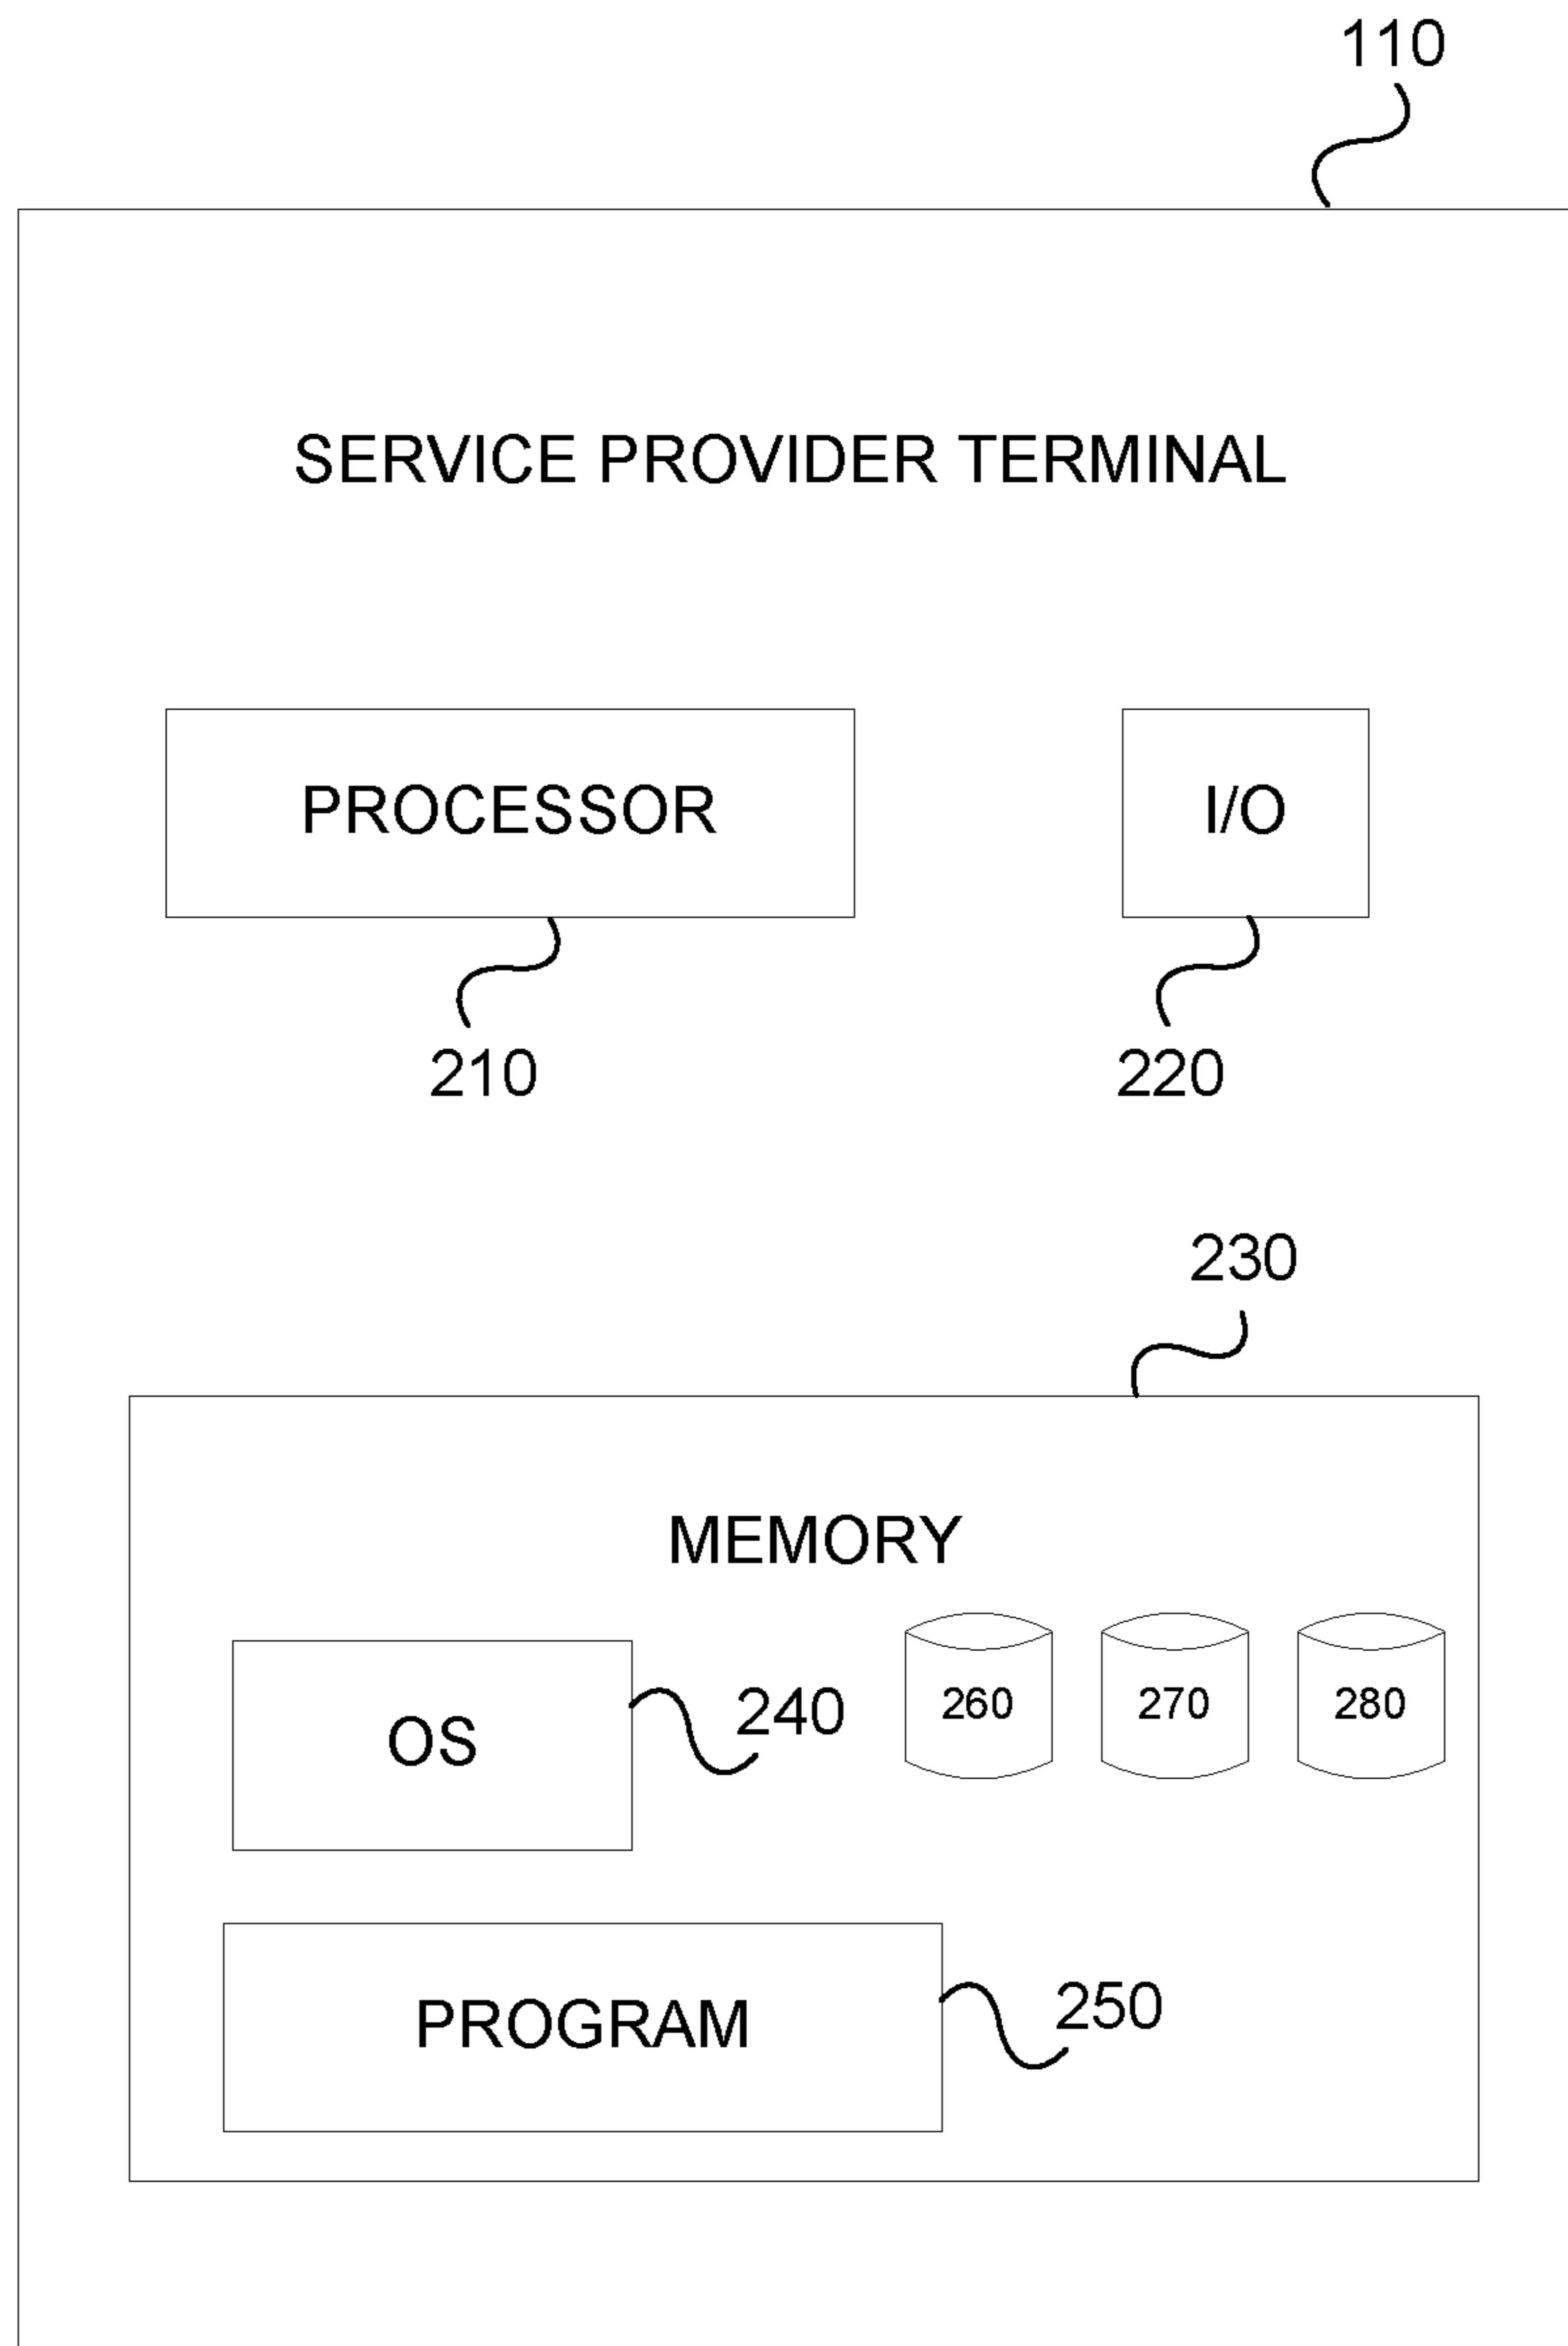 110
SERVICE PROVIDER TERMINAL
PROCESSOR
I/O
210
220
230
MEMORY
OS
240
260
270
280
PROGRAM
250